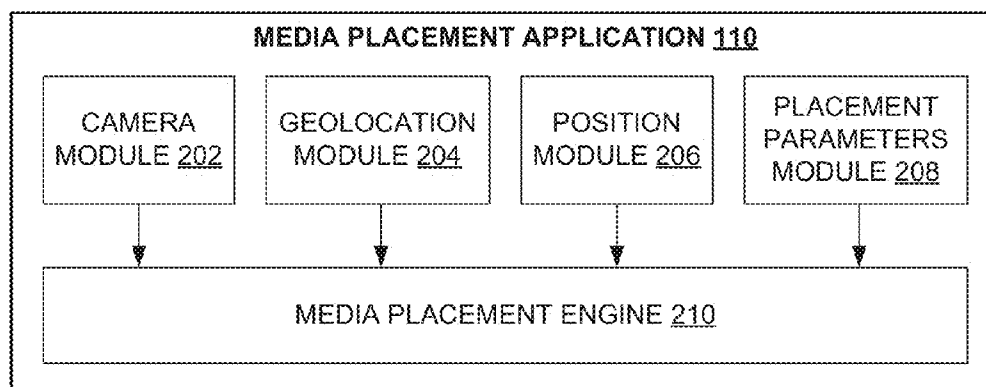 MEDIA PLACEMENT APPLICATION 110
CAMERA
MODULE 202
GEOLOCATION
MODULE 204
POSITION
MODULE 206
PLACEMENT
PARAMETERS
MODULE 208
MEDIA PLACEMENT ENGINE 210